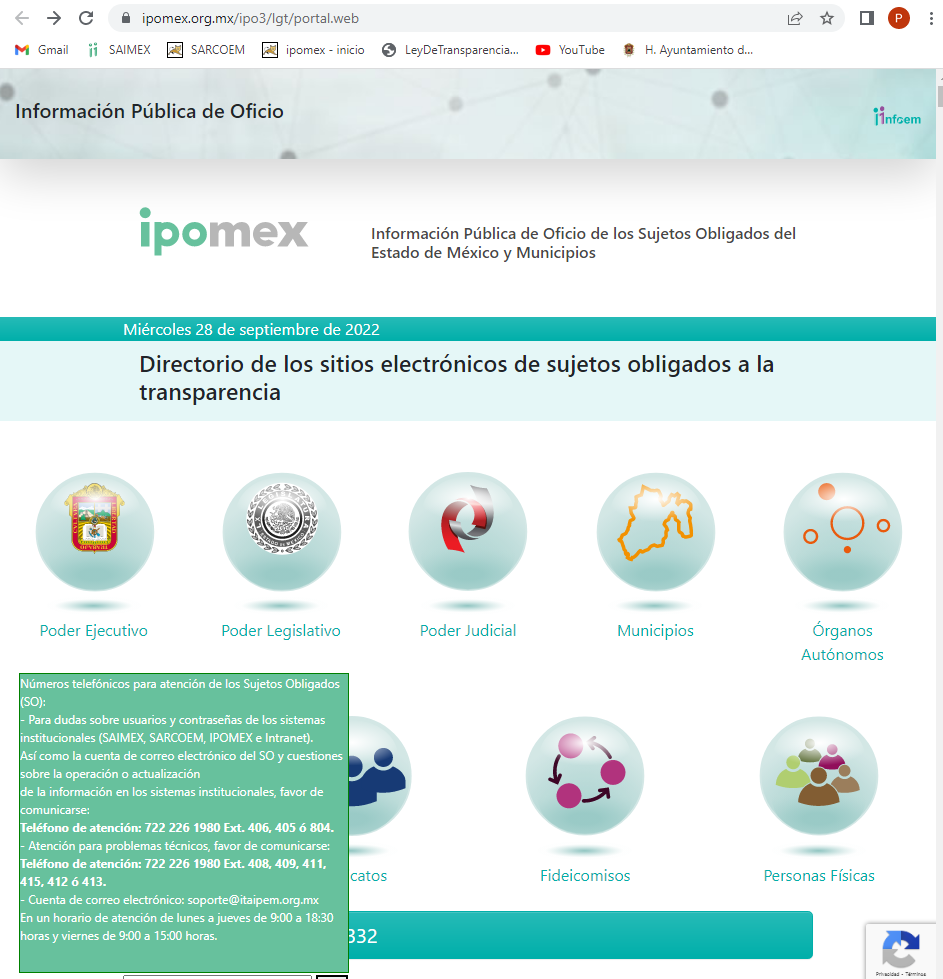 ipomex.org.mx/ipo3/lgt/portal.web
P
Gmail
SAIMEX
SARCOEM
ipomex - inicio
LeyDeTransparencia...
YouTube
H. Ayuntamiento d...
Información Pública de Oficio
infoem
ipomex
Información Pública de Oficio de los Sujetos Obligados del
Estado de México y Municipios
Miércoles 28 de septiembre de 2022
Directorio de los sitios electrónicos de sujetos obligados a la
transparencia
Poder Ejecutivo
Poder Legislativo
Poder Judicial
Municipios
Órganos
Autónomos
Números telefónicos para atención de los Sujetos Obligados
(SO):
- Para dudas sobre usuarios y contraseñas de los sistemas
institucionales (SAIMEX, SARCOEM, IPOMEX e Intranet).
Así como la cuenta de correo electrónico del SO y cuestiones
sobre la operación o actualización
de la información en los sistemas institucionales, favor de
comunicarse:
Teléfono de atención: 722 226 1980 Ext. 406, 405 ó 804.
- Atención para problemas técnicos, favor de comunicarse:
Teléfono de atención: 722 226 1980 Ext. 408, 409, 411,
415, 412 ó 413.
- Cuenta de correo electrónico: soporte@itaipem.org.mx
En un horario de atención de lunes a jueves de 9:00 a 18:30
horas y viernes de 9:00 a 15:00 horas.
catos
Fideicomisos
Personas Físicas
332
Privacidad - Términos